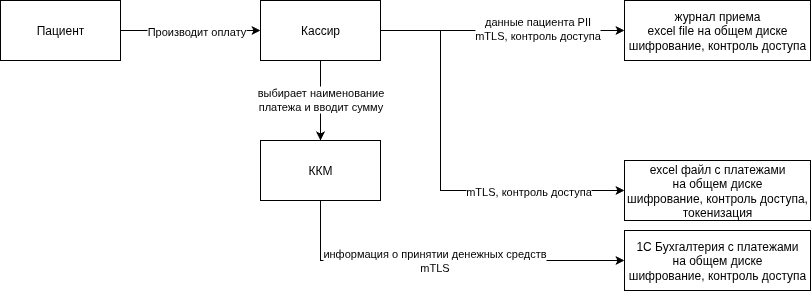 Пациент
Производит оплату
Кассир
данные пациента PII
mTLS, контроль доступа
журнал приема
excel file на общем диске
шифрование, контроль доступа
выбирает наименование
платежа и вводит сумму
ККМ
mTLS, контроль доступа
excel файл с платежами
на общем диске
шифрование, контроль доступа,
токенизация
информация о принятии денежных средств
mTLS
1С Бухгалтерия с платежами
на общем диске
шифрование, контроль доступа